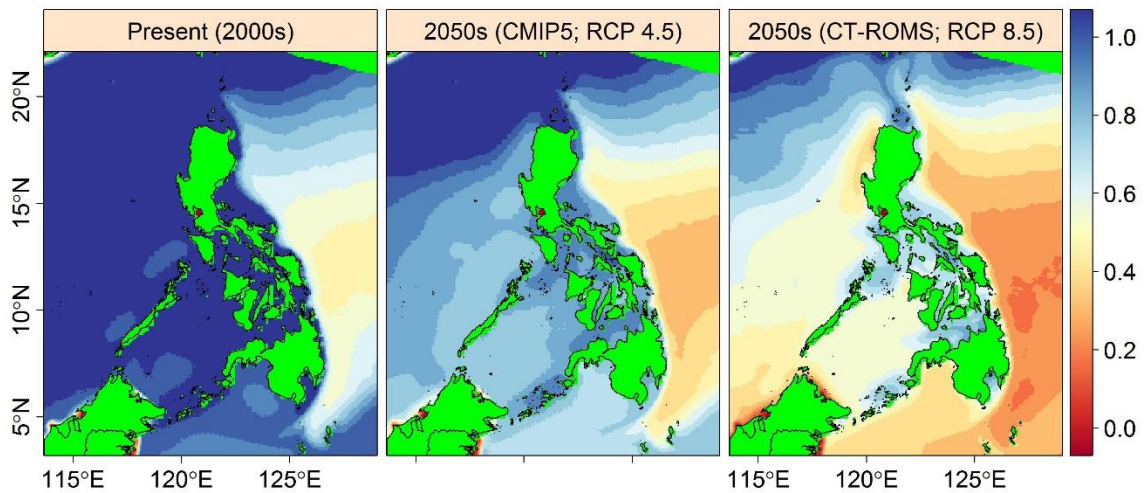 Present (2000s)
2050s (CMIP5; RCP 4.5)
2050s (CT-ROMS; RCP 8.5)
20°N
15°N
10°N
5°N
115°E
120°E
125°E
115°E
120°E
125°E
1.0
0.8
0.6
0.4
0.2
0.0